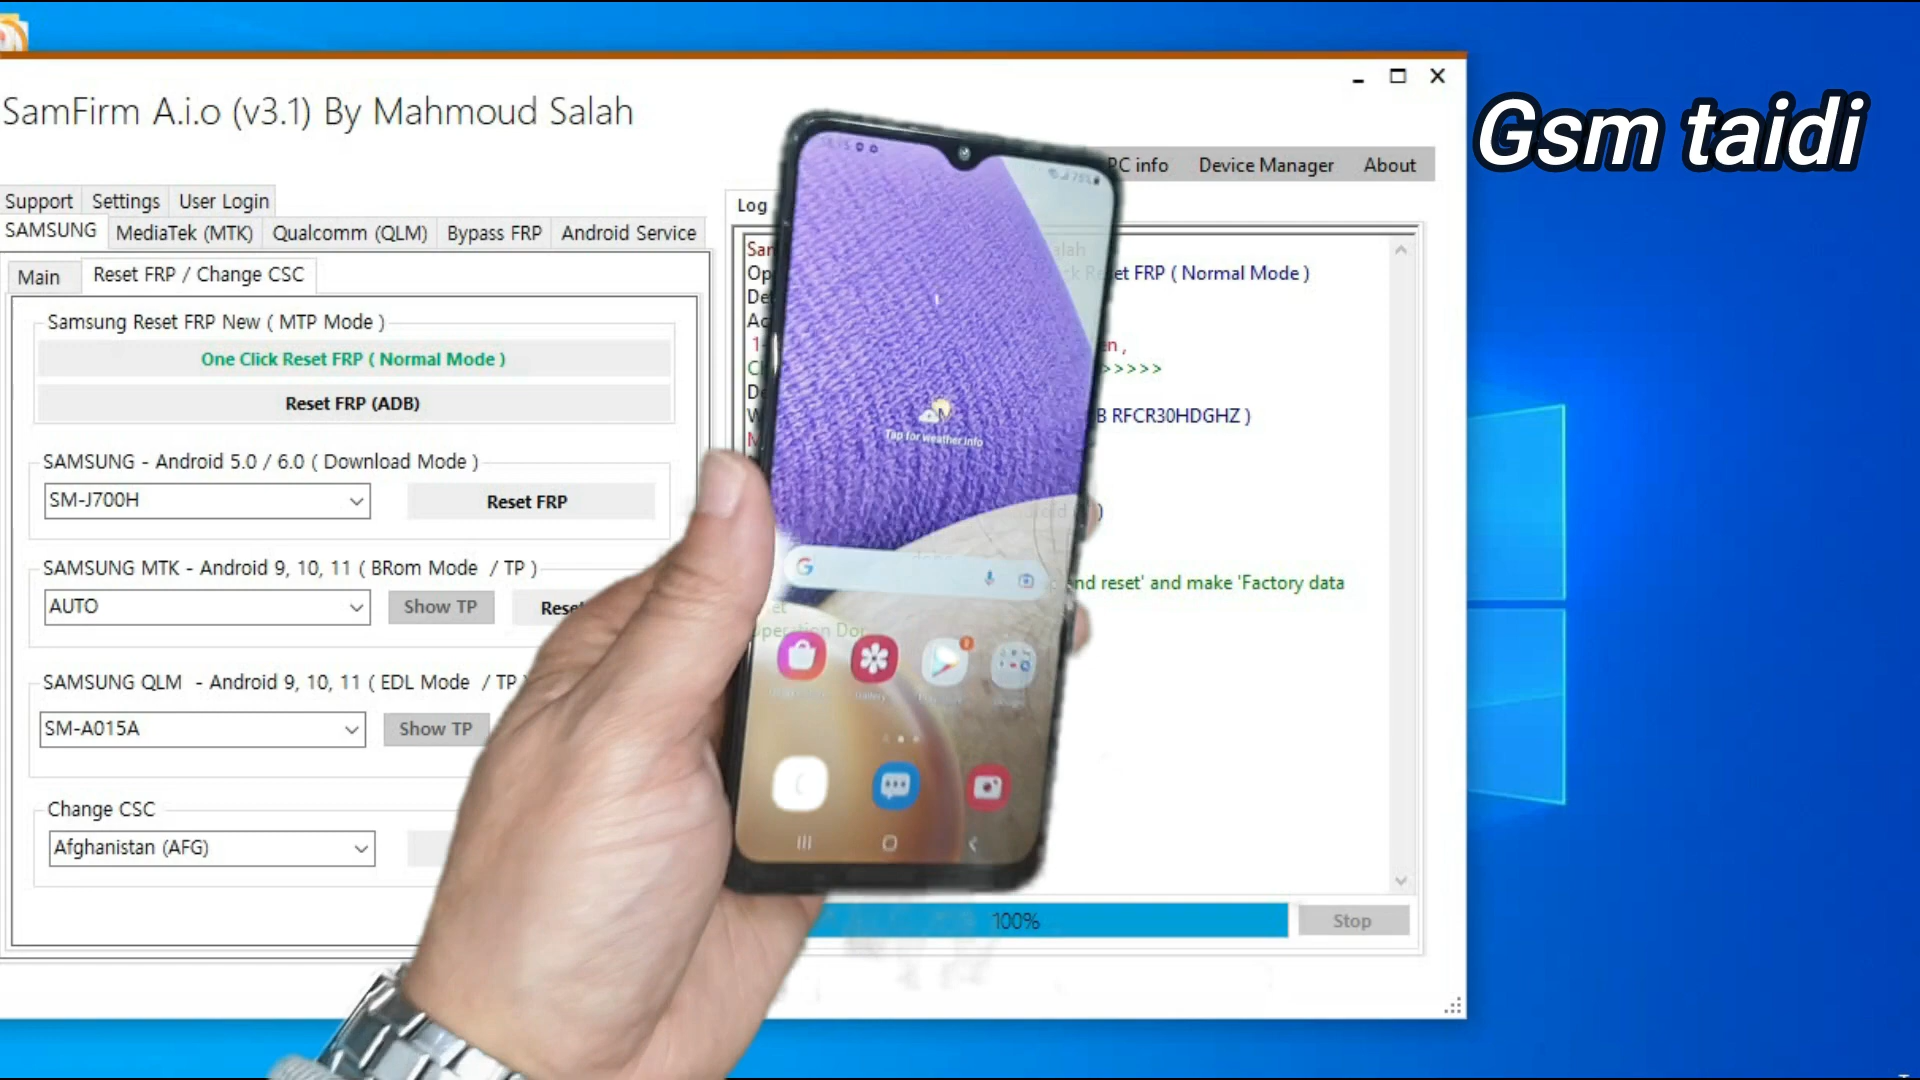 SamFirm A.i.o (v3.1) By Mahmoud Salah
Gsm taidi
PC info Device Manager About
Support Settings User Login
SAMSUNG MediaTek (MTK) Qualcomm (QLM) Bypass FRP Android Service
Main Reset FRP / Change CSC
Samsung Reset FRP New ( MTP Mode )
One Click Reset FRP ( Normal Mode )
Reset FRP (ADB)
SAMSUNG - Android 5.0 / 6.0 ( Download Mode )
SM-J700H Reset FRP
SAMSUNG MTK - Android 9, 10, 11 ( BRom Mode / TP )
AUTO Show TP
SAMSUNG QLM - Android 9, 10, 11 ( EDL Mode / TP )
SM-A015A Show TP
Change CSC
Afghanistan (AFG)
Log
FRP ( Normal Mode )
>>>>>
RFCR30HDGHZ )
reset' and make 'Factory data
75%
Tap for weather info
Gallery
100% Stop